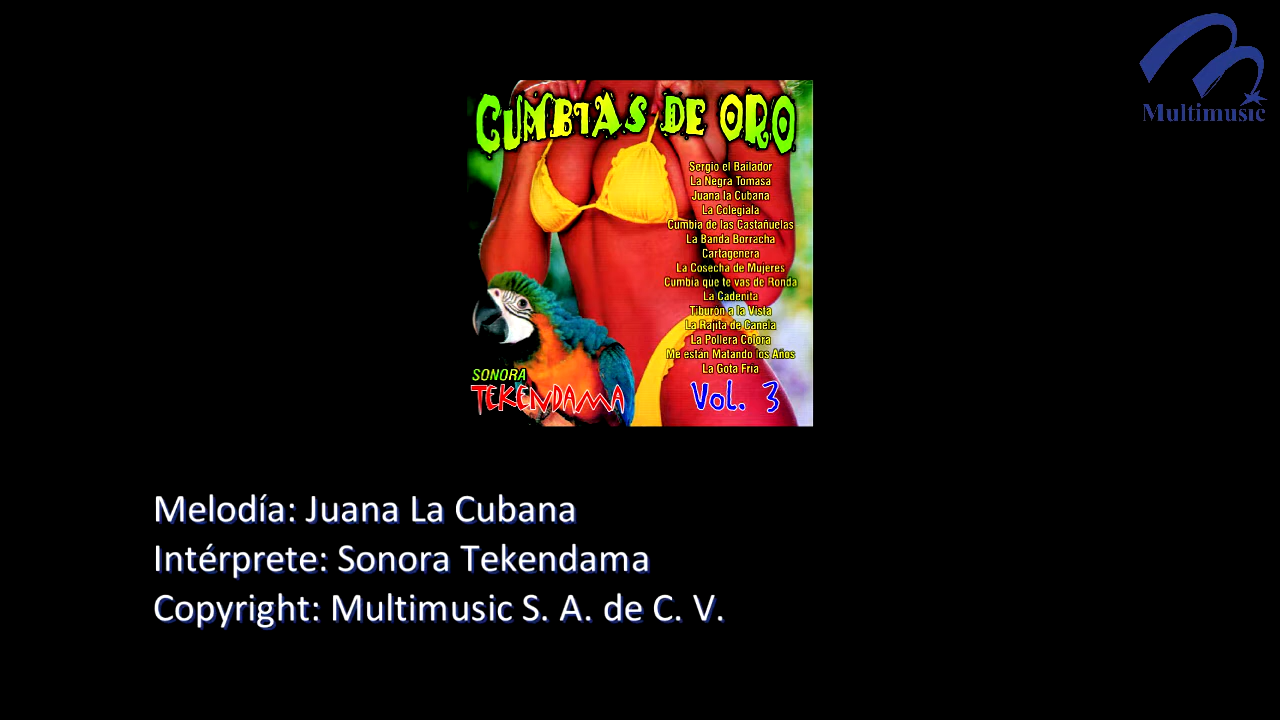 Multimusic
CUMBIAS DE ORO
Sergio el Bailador
La Negra Tomasa
Juana la Cubana
La Colegiala
Cumbia de las Castañuelas
La Banda Borracha
Cartagenera
La Cosecha de Mujeres
Cumbia que te vas de Ronda
La Cadenita
Tiburón a la Vista
La Rajita de Canela
La Pollera Colora
Me están Matando los Años
La Gota Fria
SONORA
TEKENDAMA
Vol. 3
Melodía: Juana La Cubana
Intérprete: Sonora Tekendama
Copyright: Multimusic S. A. de C. V.